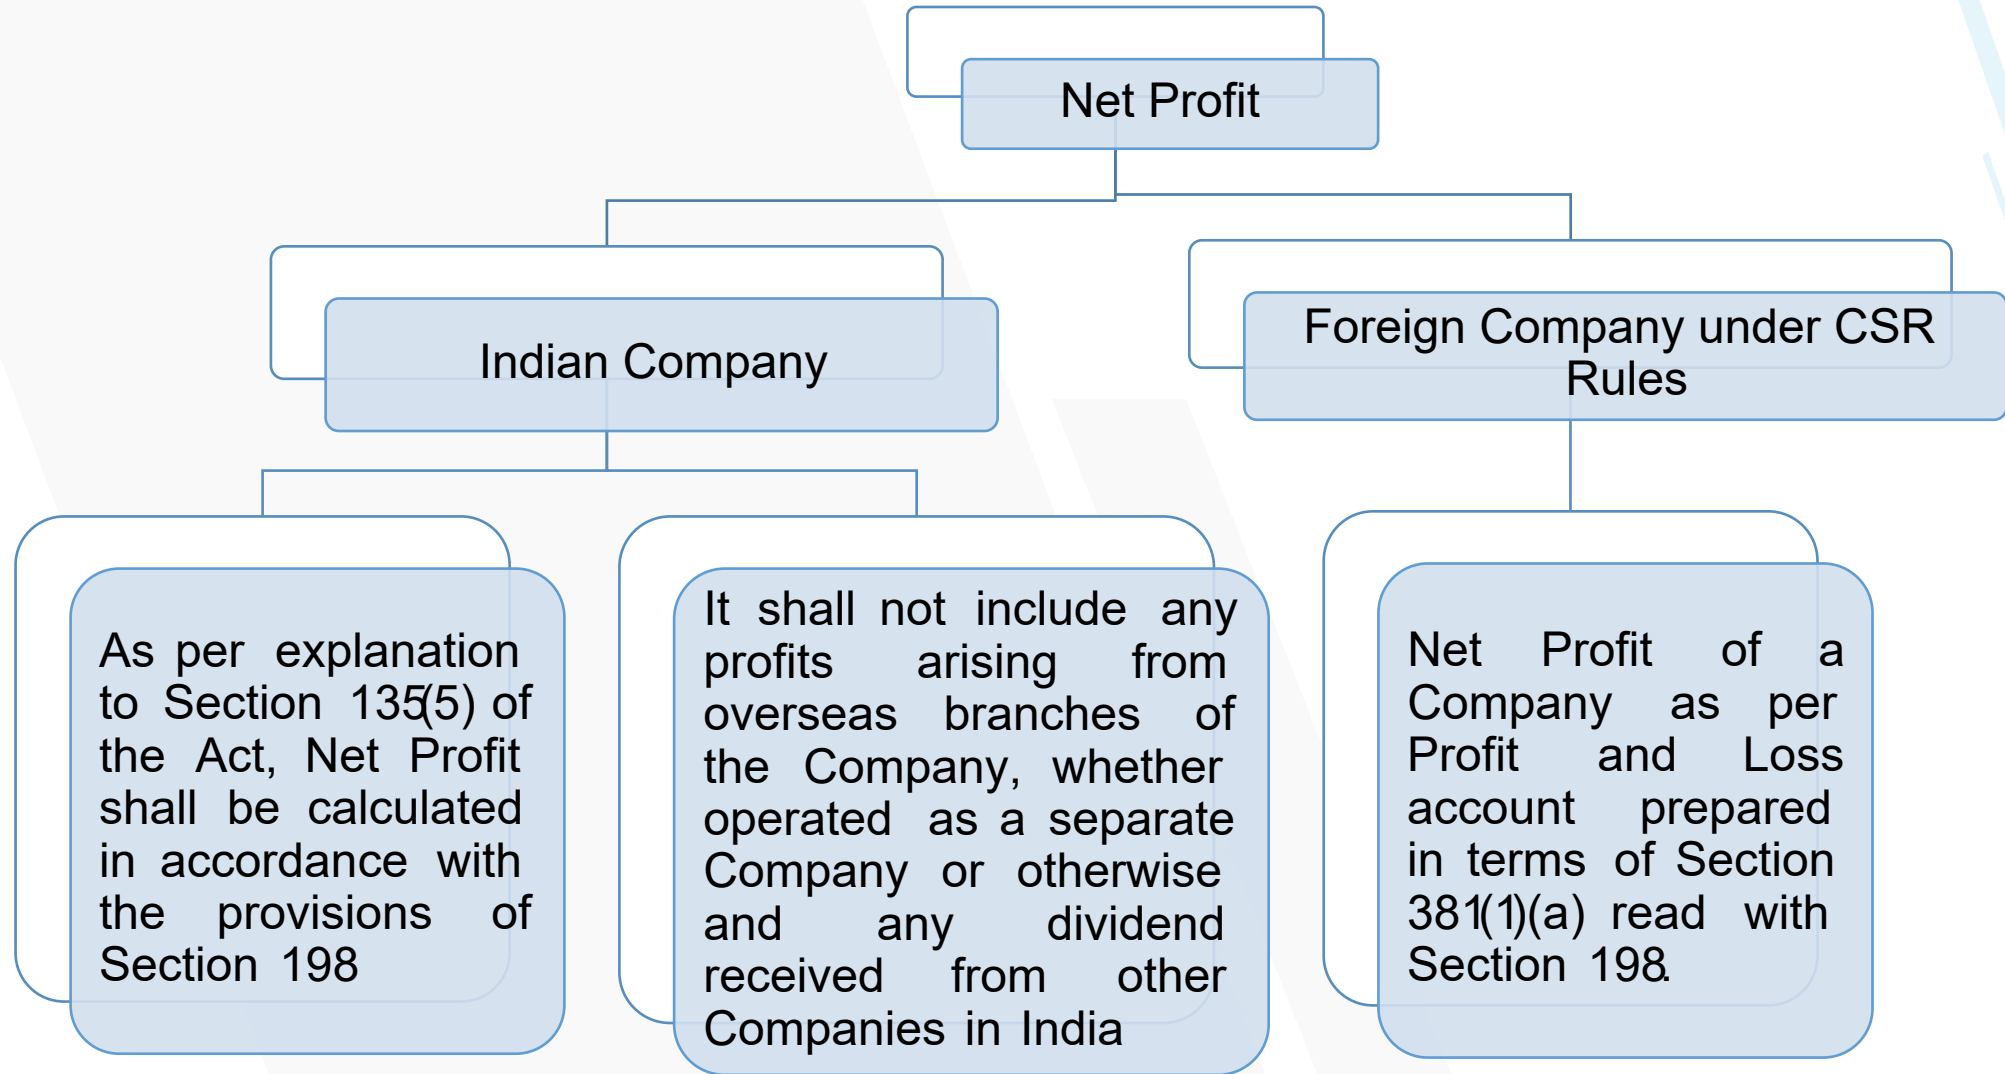 Net Profit
Indian Company
Foreign Company under CSR
Rules
As per explanation
to Section 135(5) of
the Act, Net Profit
shall be calculated
in accordance with
the provisions of
Section 198
It shall not include any
profits arising from
overseas branches of
the Company, whether
operated as a separate
Company or otherwise
and any dividend
received from other
Companies in India
Net Profit of a
Company as per
Profit and Loss
account prepared
in terms of Section
381(1)(a) read with
Section 198.